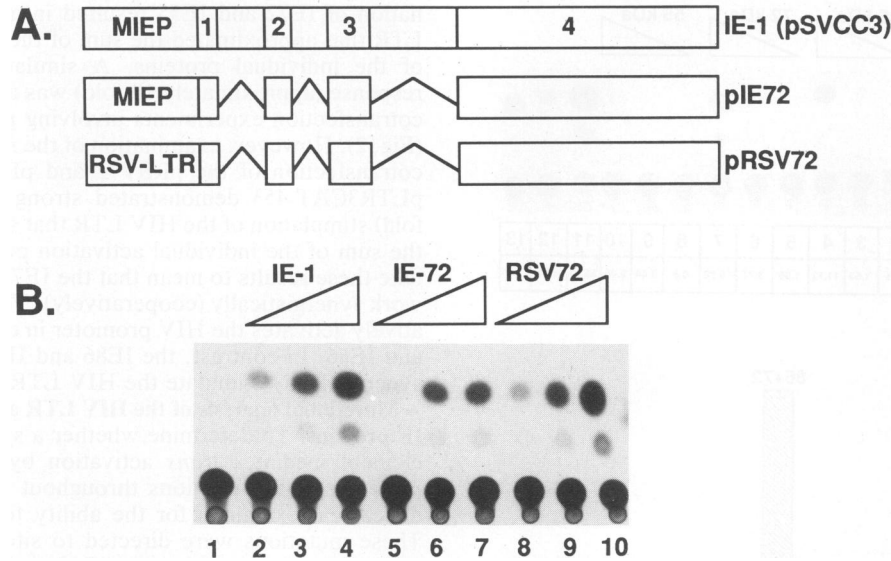 A.
MIEP 2 3 4 IE-1 (pSVCC3)
MIEP pIE72
RSV-LTR pRSV72
B.
IE-1 IE-72 RSV72
1 2 3 4 5 6 7 8 9 10